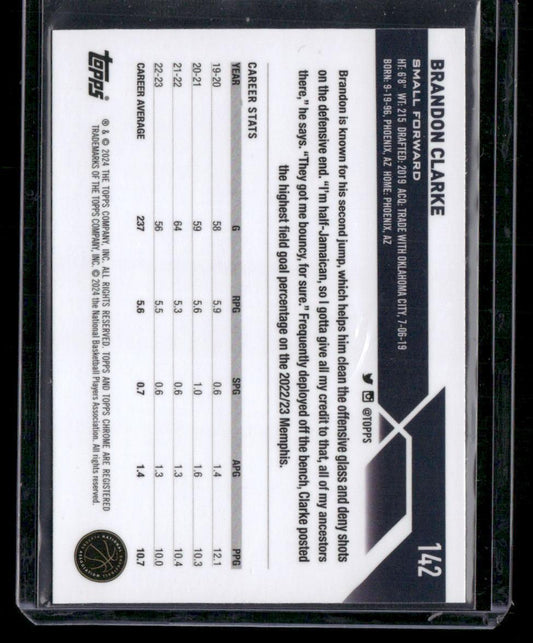 BRANDON CLARKE
142
SMALL FORWARD
HT: 6'8" WT: 215 DRAFTED: 2019 ACQ: TRADE WITH OKLAHOMA CITY, 7-06-19
BORN: 9-19-96, PHOENIX, AZ HOME: PHOENIX, AZ
@TOPPS
Brandon is known for his second jump, which helps him clean the offensive glass and deny shots
on the defensive end. "I'm half-Jamaican, so I gotta give all my credit to that, all of my ancestors
there," he says. "They got me bouncy, for sure." Frequently deployed off the bench, Clarke posted
the highest field goal percentage on the 2022/23 Memphis.
CAREER STATS
YEAR G RPG SPG APG PPG
19-20 58 5.9 0.6 1.4 12.1
20-21 59 5.6 1.0 1.6 10.3
21-22 64 5.3 0.6 1.3 10.4
22-23 56 5.5 0.6 1.3 10.0
CAREER AVERAGE 237 5.6 0.7 1.4 10.7
topps
® & © 2024 THE TOPPS COMPANY, INC. ALL RIGHTS RESERVED. TOPPS AND TOPPS CHROME ARE REGISTERED
TRADEMARKS OF THE TOPPS COMPANY, INC. © 2024 the National Basketball Players Association. All rights reserved.